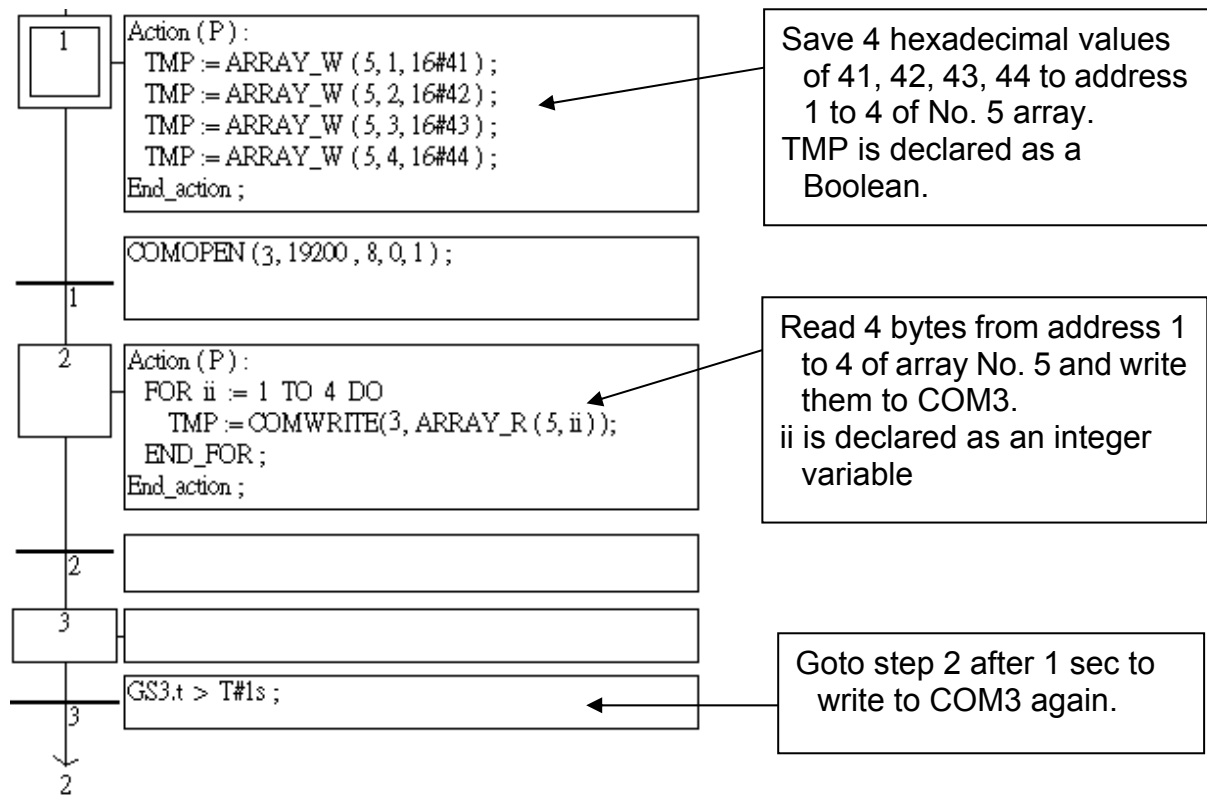 1
Action (P) :
TMP := ARRAY_W (5, 1, 16#41) ;
TMP := ARRAY_W (5, 2, 16#42) ;
TMP := ARRAY_W (5, 3, 16#43) ;
TMP := ARRAY_W (5, 4, 16#44) ;
End_action ;
Save 4 hexadecimal values
of 41, 42, 43, 44 to address
1 to 4 of No. 5 array.
TMP is declared as a
Boolean.
COMOPEN (3, 19200 , 8, 0, 1) ;
1
2
Action (P) :
FOR ii := 1 TO 4 DO
TMP := COMWRITE(3, ARRAY_R (5, ii));
END_FOR ;
End_action ;
Read 4 bytes from address 1
to 4 of array No. 5 and write
them to COM3.
ii is declared as an integer
variable
2
3
GS3.t > T#1s ;
3
2
Goto step 2 after 1 sec to
write to COM3 again.